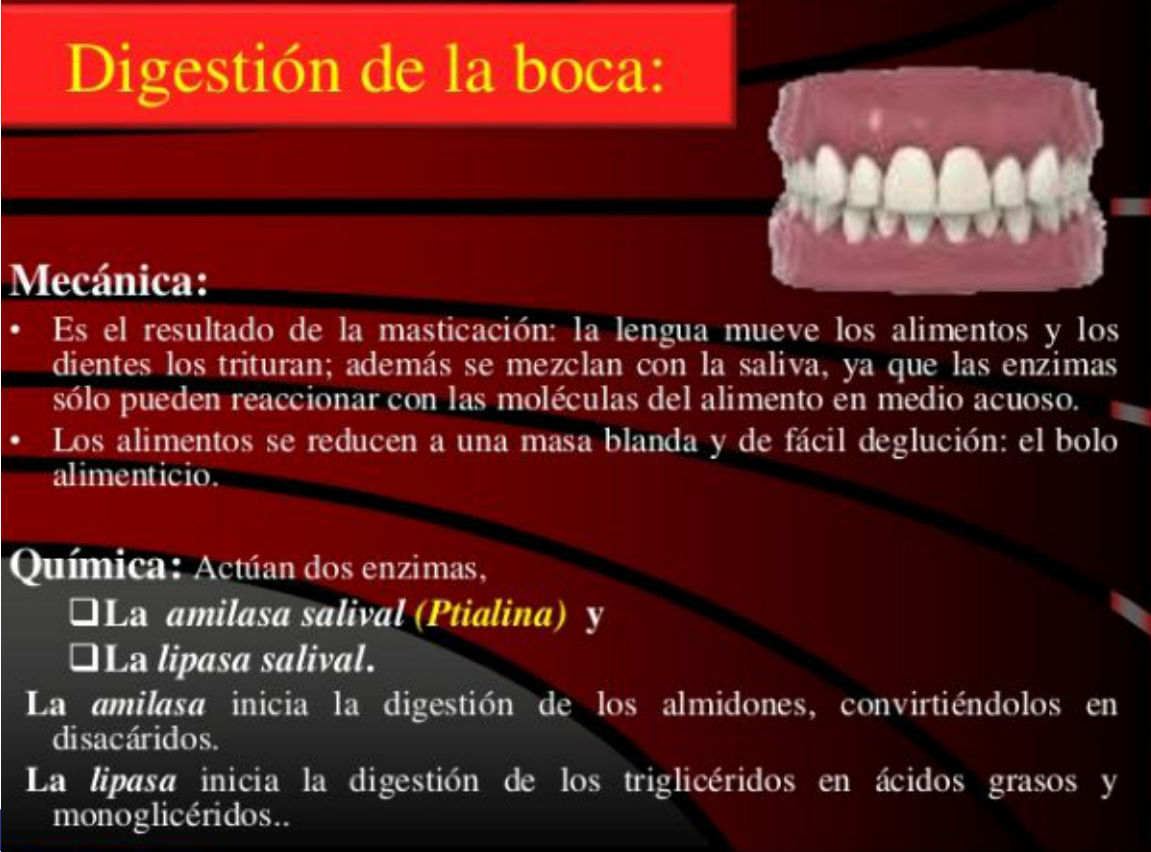 Digestión de la boca:
Mecánica:
• Es el resultado de la masticación: la lengua mueve los alimentos y los
dientes los trituran; además se mezclan con la saliva, ya que las enzimas
sólo pueden reaccionar con las moléculas del alimento en medio acuoso.
• Los alimentos se reducen a una masa blanda y de fácil deglución: el bolo
alimenticio.
Química: Actúan dos enzimas,
❑La amilasa salival (Ptialina) y
❑La lipasa salival.
La amilasa inicia la digestión de los almidones, convirtiéndolos en
disacáridos.
La lipasa inicia la digestión de los triglicéridos en ácidos grasos y
monoglicéridos..